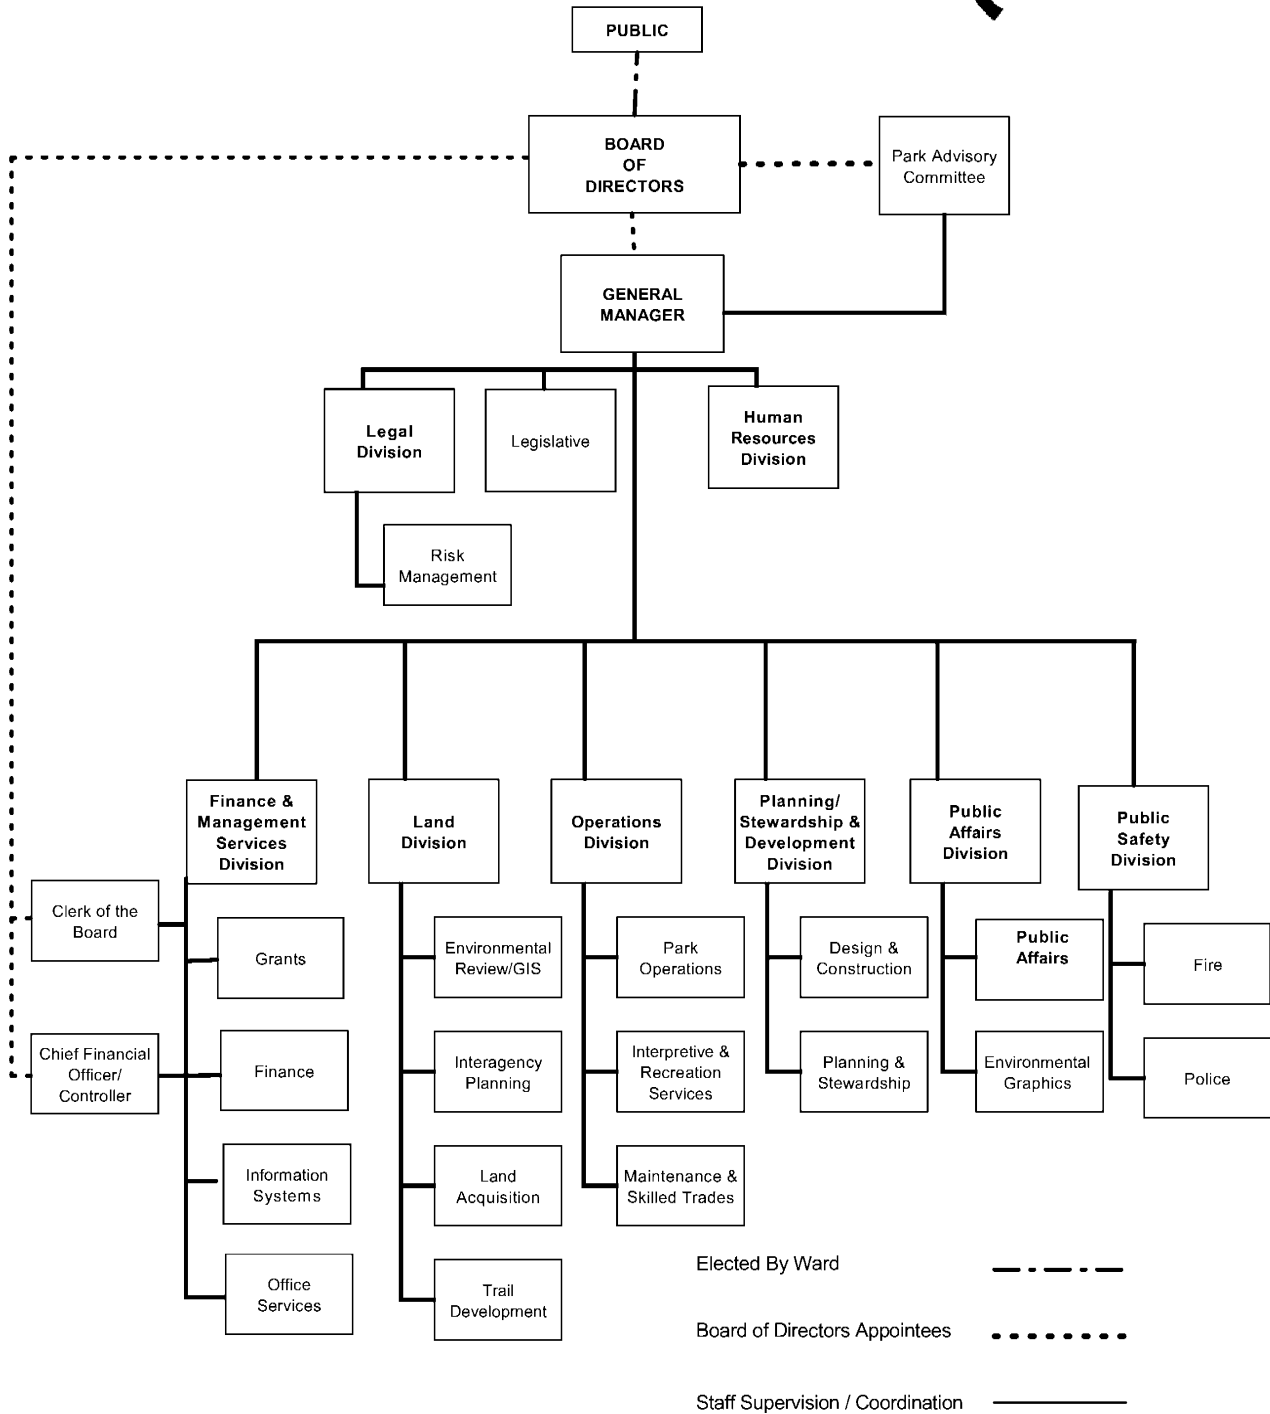 PUBLIC
BOARD
OF
DIRECTORS
Park Advisory
Committee
GENERAL
MANAGER
Legal
Division
Legislative
Human
Resources
Division
Risk
Management
Finance &
Management
Services
Division
Land
Division
Operations
Division
Planning/
Stewardship &
Development
Division
Public
Affairs
Division
Public
Safety
Division
Clerk of the
Board
Grants
Environmental
Review/GIS
Park
Operations
Design &
Construction
Public
Affairs
Fire
Chief Financial
Officer/
Controller
Finance
Interagency
Planning
Interpretive &
Recreation
Services
Planning &
Stewardship
Environmental
Graphics
Police
Information
Systems
Land
Acquisition
Maintenance &
Skilled Trades
Office
Services
Trail
Development
Elected By Ward
Board of Directors Appointees
Staff Supervision / Coordination